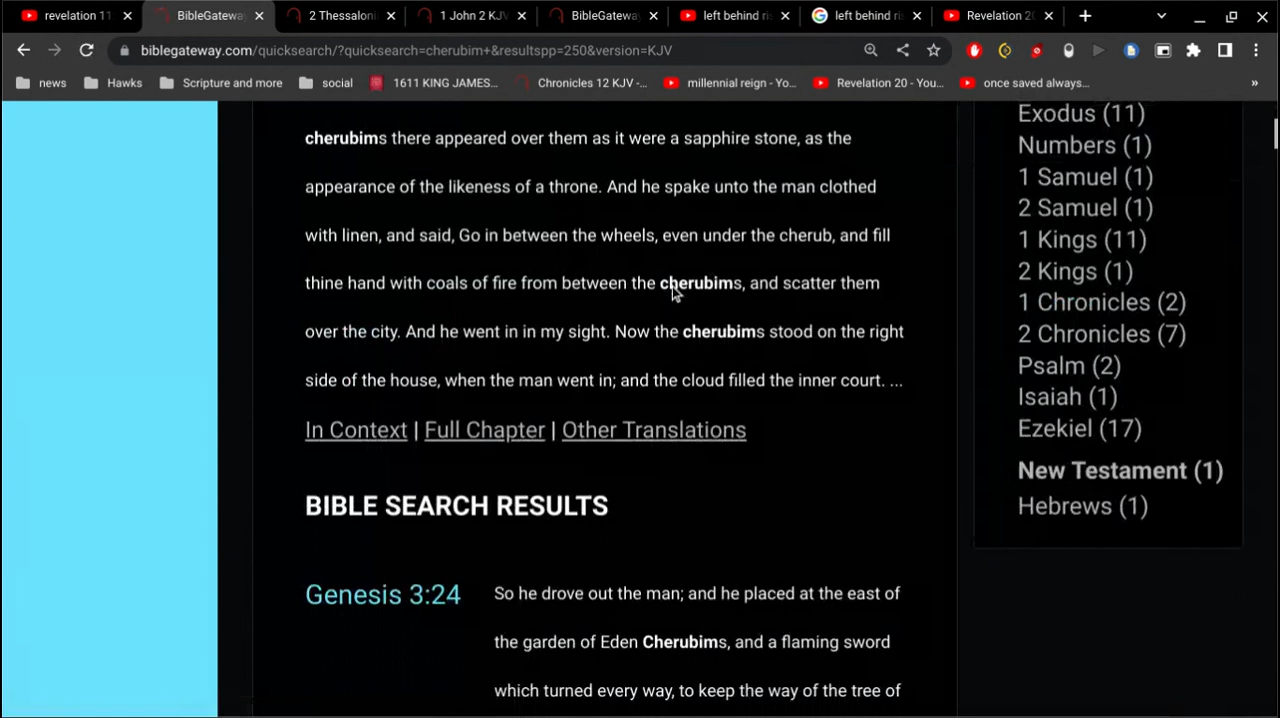 revelation 11
BibleGateway
2 Thessaloni
1 John 2 KJV
BibleGateway
left behind ri
left behind re
Revelation 20
biblegateway.com/quicksearch/?quicksearch=cherubim+&resultspp=250&version=KJV
news
Hawks
Scripture and more
social
1611 KING JAMES...
Chronicles 12 KJV -...
millennial reign - Yo...
Revelation 20 - You...
once saved always...
»
cherubims there appeared over them as it were a sapphire stone, as the
appearance of the likeness of a throne. And he spake unto the man clothed
with linen, and said, Go in between the wheels, even under the cherub, and fill
thine hand with coals of fire from between the cherubims, and scatter them
over the city. And he went in in my sight. Now the cherubims stood on the right
side of the house, when the man went in; and the cloud filled the inner court. ...
In Context | Full Chapter | Other Translations
BIBLE SEARCH RESULTS
Genesis 3:24
So he drove out the man; and he placed at the east of
the garden of Eden Cherubims, and a flaming sword
which turned every way, to keep the way of the tree of
Exodus (11)
Numbers (1)
1 Samuel (1)
2 Samuel (1)
1 Kings (11)
2 Kings (1)
1 Chronicles (2)
2 Chronicles (7)
Psalm (2)
Isaiah (1)
Ezekiel (17)
New Testament (1)
Hebrews (1)